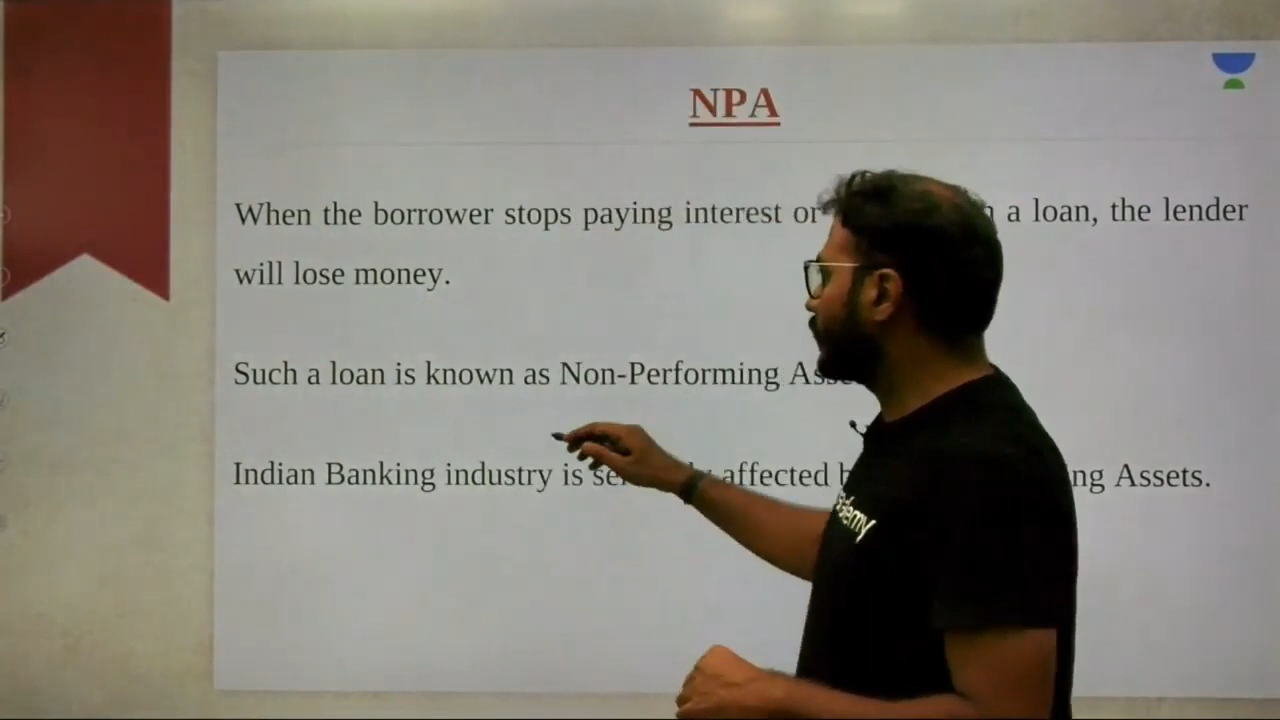 NPA
When the borrower stops paying interest or a loan, the lender
will lose money.
Such a loan is known as Non-Performing
Indian Banking industry is affected Assets.